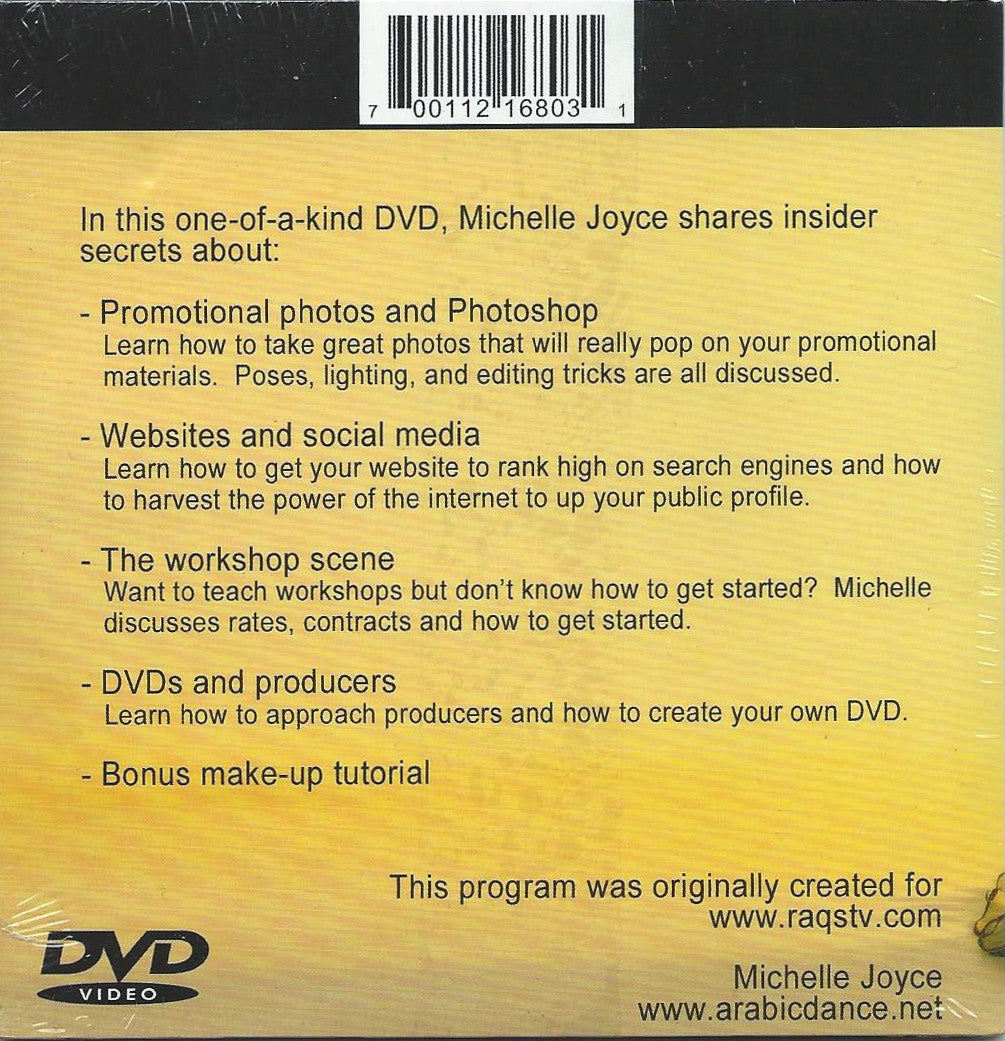 7 00112 16803 1
In this one-of-a-kind DVD, Michelle Joyce shares insider
secrets about:
- Promotional photos and Photoshop
Learn how to take great photos that will really pop on your promotional
materials.  Poses, lighting, and editing tricks are all discussed.
- Websites and social media
Learn how to get your website to rank high on search engines and how
to harvest the power of the internet to up your public profile.
- The workshop scene
Want to teach workshops but don't know how to get started?  Michelle
discusses rates, contracts and how to get started.
- DVDs and producers
Learn how to approach producers and how to create your own DVD.
- Bonus make-up tutorial
This program was originally created for
www.raqstv.com
DVD
VIDEO
Michelle Joyce
www.arabicdance.net